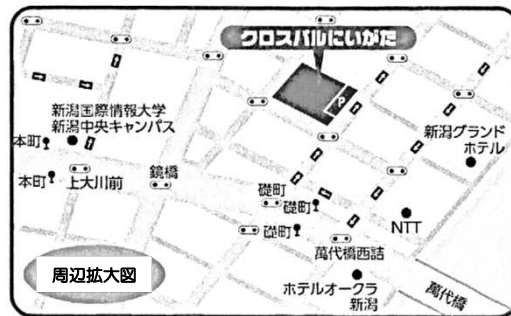 クロスパルにいがた
P
新潟国際情報大学
新潟中央キャンパス
本町
本町
上大川前
鏡橋
新潟グランド
ホテル
礎町
礎町
礎町
NTT
萬代橋西詰
ホテルオークラ
新潟
萬代橋
周辺拡大図